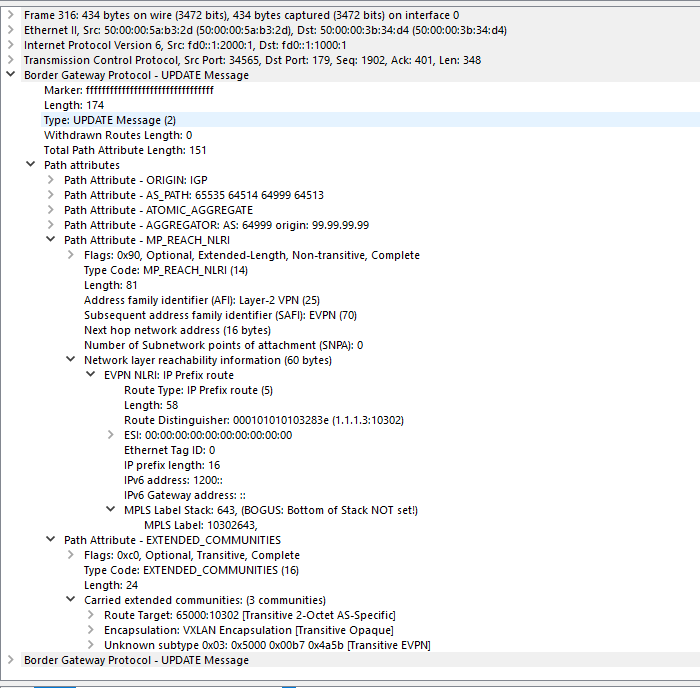 Frame 316: 434 bytes on wire (3472 bits), 434 bytes captured (3472 bits) on interface 0
Ethernet II, Src: 50:00:00:5a:b3:2d (50:00:00:5a:b3:2d), Dst: 50:00:00:3b:34:d4 (50:00:00:3b:34:d4)
Internet Protocol Version 6, Src: fd0::1:2000:1, Dst: fd0::1:1000:1
Transmission Control Protocol, Src Port: 34565, Dst Port: 179, Seq: 1902, Ack: 401, Len: 348
Border Gateway Protocol - UPDATE Message
Marker: ffffffffffffffffffffffffffffffff
Length: 174
Type: UPDATE Message (2)
Withdrawn Routes Length: 0
Total Path Attribute Length: 151
Path attributes
Path Attribute - ORIGIN: IGP
Path Attribute - AS_PATH: 65535 64514 64999 64513
Path Attribute - ATOMIC_AGGREGATE
Path Attribute - AGGREGATOR: AS: 64999 origin: 99.99.99.99
Path Attribute - MP_REACH_NLRI
Flags: 0x90, Optional, Extended-Length, Non-transitive, Complete
Type Code: MP_REACH_NLRI (14)
Length: 81
Address family identifier (AFI): Layer-2 VPN (25)
Subsequent address family identifier (SAFI): EVPN (70)
Next hop network address (16 bytes)
Number of Subnetwork points of attachment (SNPA): 0
Network layer reachability information (60 bytes)
EVPN NLRI: IP Prefix route
Route Type: IP Prefix route (5)
Length: 58
Route Distinguisher: 000101010103283e (1.1.1.3:10302)
ESI: 00:00:00:00:00:00:00:00:00:00
Ethernet Tag ID: 0
IP prefix length: 16
IPv6 address: 1200::
IPv6 Gateway address: ::
MPLS Label Stack: 643, (BOGUS: Bottom of Stack NOT set!)
MPLS Label: 10302643,
Path Attribute - EXTENDED_COMMUNITIES
Flags: 0xc0, Optional, Transitive, Complete
Type Code: EXTENDED_COMMUNITIES (16)
Length: 24
Carried extended communities: (3 communities)
Route Target: 65000:10302 [Transitive 2-Octet AS-Specific]
Encapsulation: VXLAN Encapsulation [Transitive Opaque]
Unknown subtype 0x03: 0x5000 0x00b7 0x4a5b [Transitive EVPN]
Border Gateway Protocol - UPDATE Message